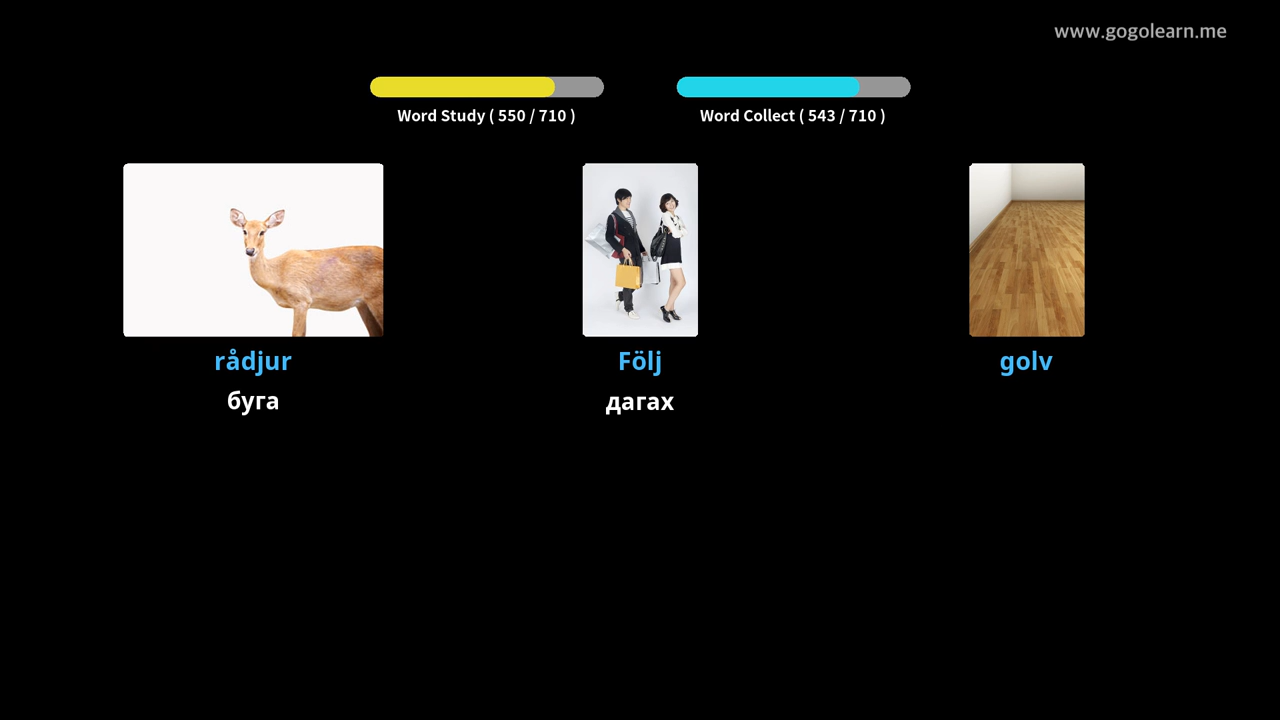 www.gogolearn.me
Word Study ( 550 / 710 )
Word Collect ( 543 / 710 )
rådjur
Följ
golv
буга
дагах